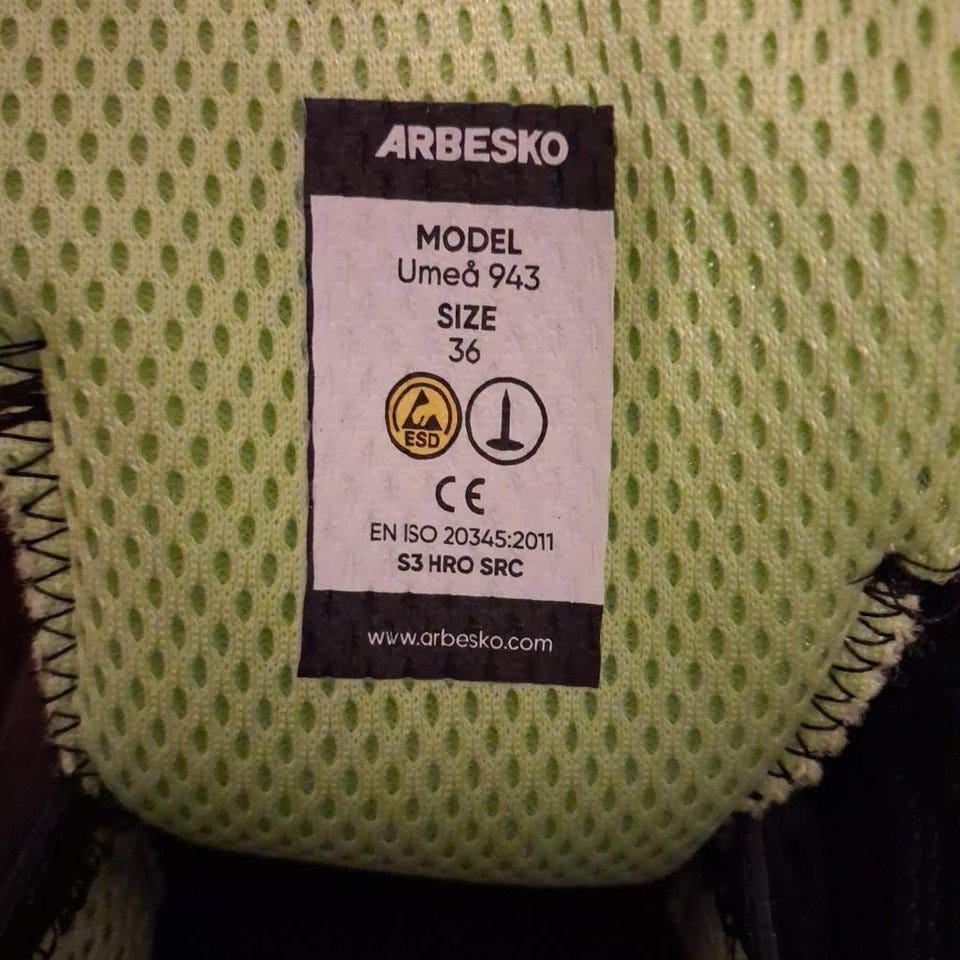 ARBESKO
MODEL
Umeå 943
SIZE
36
ESD
CE
EN ISO 20345:2011
S3 HRO SRC
www.arbesko.com